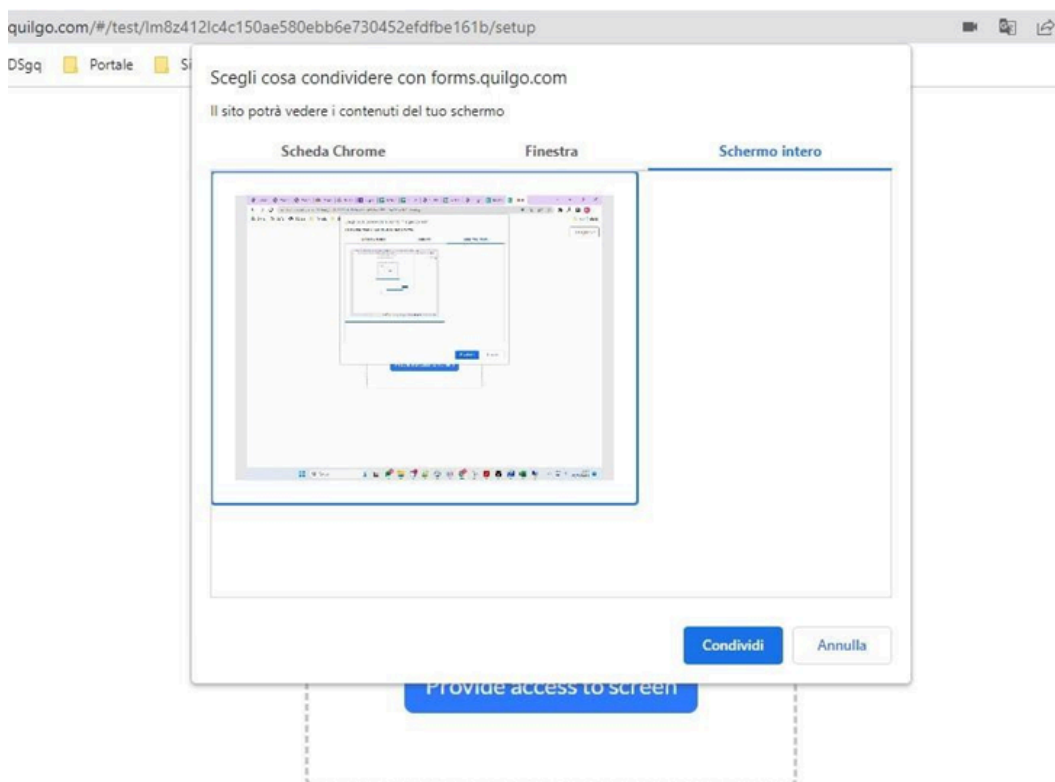 quilgo.com/#/test/lm8z412lc4c150ae580ebb6e730452efdfbe161b/setup
DSgq Portale Si
Scegli cosa condividere con forms.quilgo.com
Il sito potrà vedere i contenuti del tuo schermo
Scheda Chrome Finestra Schermo intero
Condividi Annulla
Provide access to screen